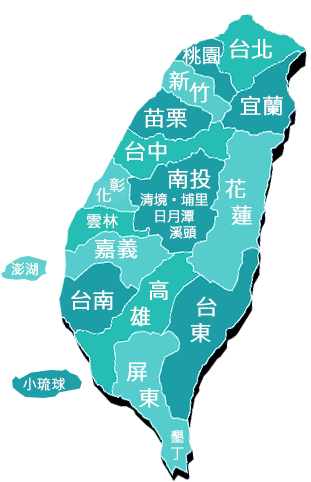 台北
桃園
新竹
宜蘭
苗栗
台中
南投
清境・埔里
日月潭
溪頭
彰化
花蓮
雲林
嘉義
澎湖
台南
高雄
台東
小琉球
屏東
墾丁